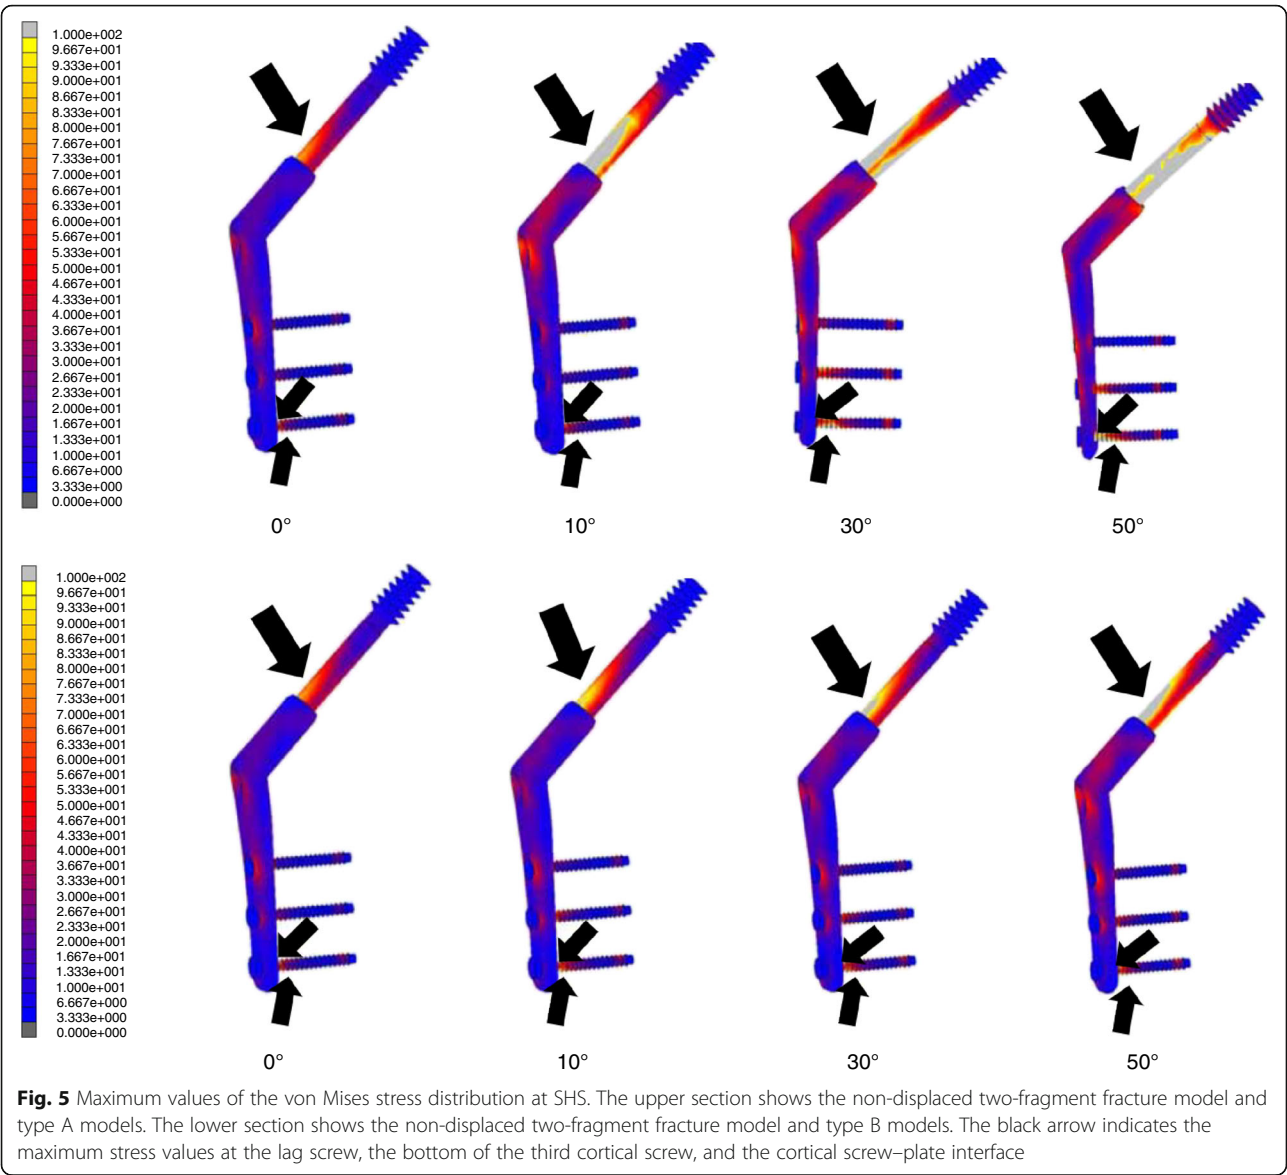 1.000e+002
9.667e+001
9.333e+001
9.000e+001
8.667e+001
8.333e+001
8.000e+001
7.667e+001
7.333e+001
7.000e+001
6.667e+001
6.333e+001
6.000e+001
5.667e+001
5.333e+001
5.000e+001
4.667e+001
4.333e+001
4.000e+001
3.667e+001
3.333e+001
3.000e+001
2.667e+001
2.333e+001
2.000e+001
1.667e+001
1.333e+001
1.000e+001
6.667e+000
3.333e+000
0.000e+000
0° 10° 30° 50°
1.000e+002
9.667e+001
9.333e+001
9.000e+001
8.667e+001
8.333e+001
8.000e+001
7.667e+001
7.333e+001
7.000e+001
6.667e+001
6.333e+001
6.000e+001
5.667e+001
5.333e+001
5.000e+001
4.667e+001
4.333e+001
4.000e+001
3.667e+001
3.333e+001
3.000e+001
2.667e+001
2.333e+001
2.000e+001
1.667e+001
1.333e+001
1.000e+001
6.667e+000
3.333e+000
0.000e+000
0° 10° 30° 50°
Fig. 5 Maximum values of the von Mises stress distribution at SHS. The upper section shows the non-displaced two-fragment fracture model and
type A models. The lower section shows the non-displaced two-fragment fracture model and type B models. The black arrow indicates the
maximum stress values at the lag screw, the bottom of the third cortical screw, and the cortical screw–plate interface